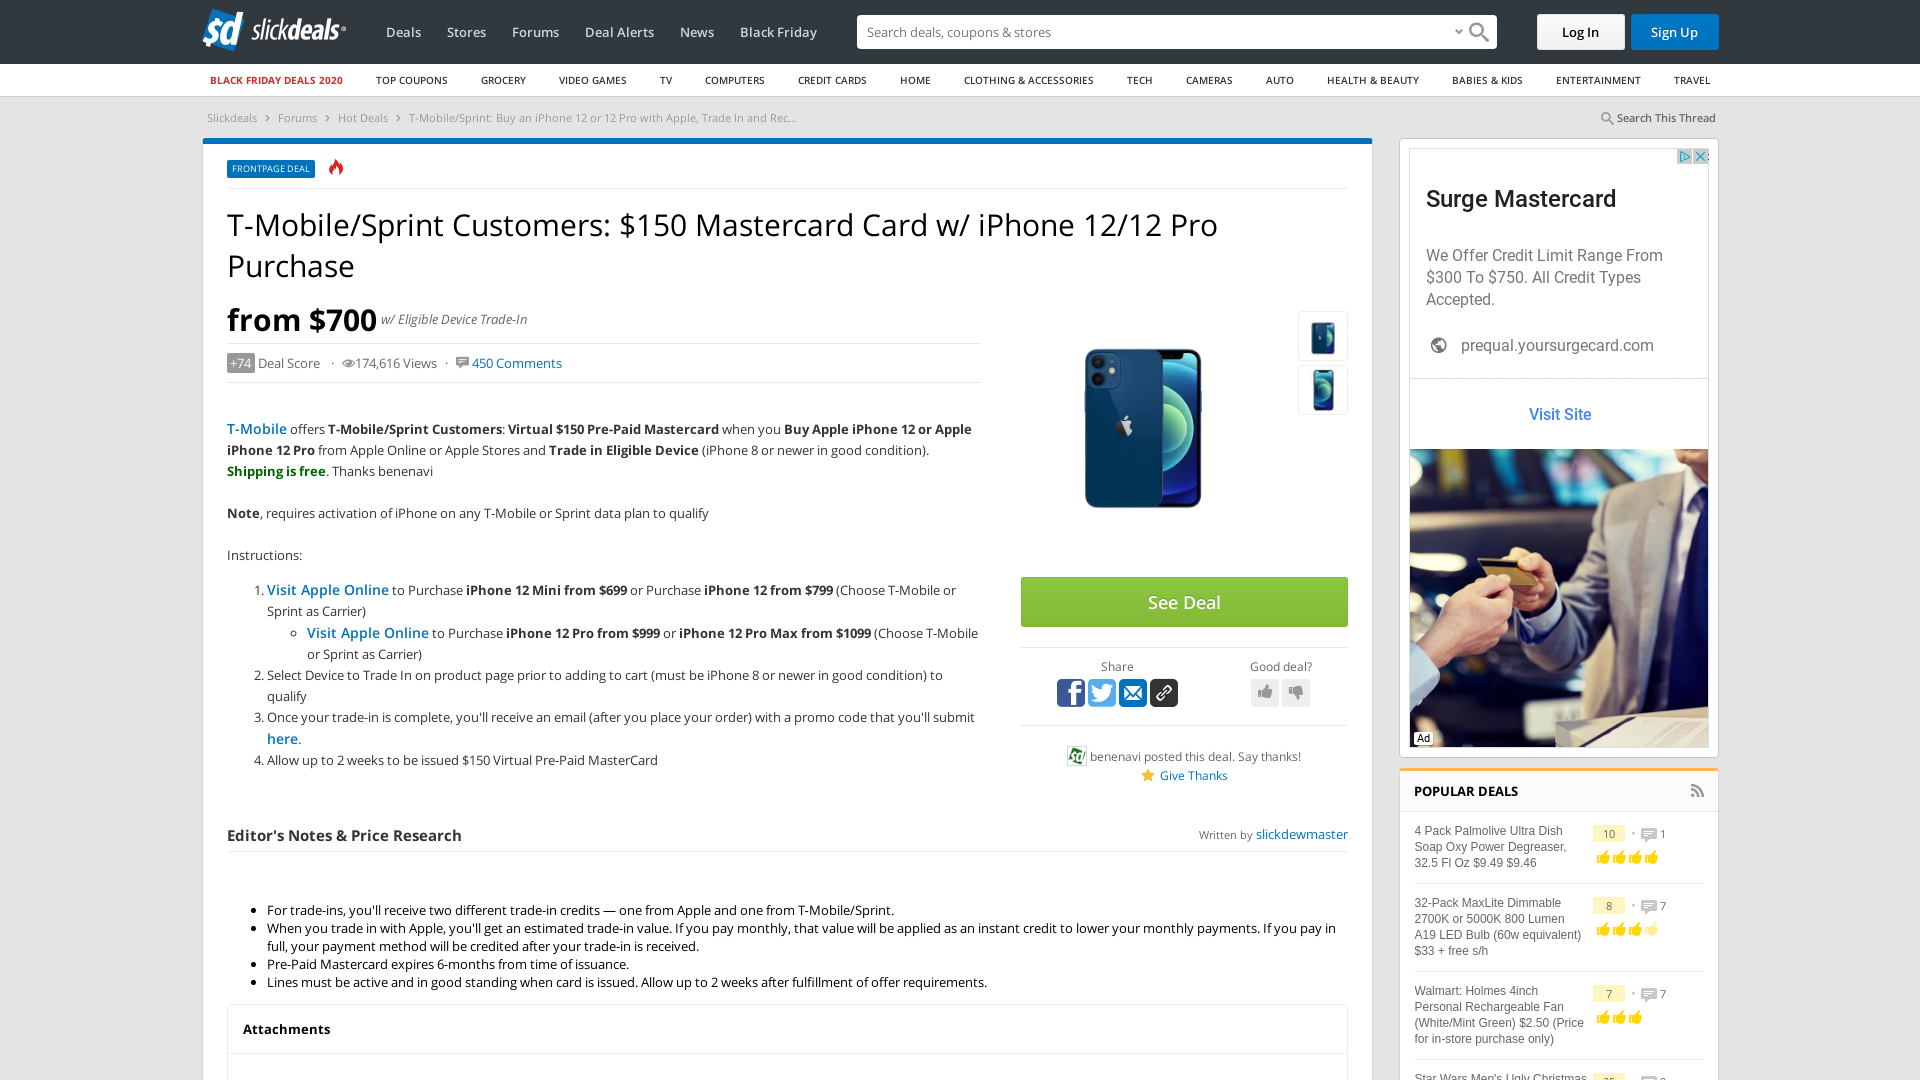 slickdeals
Deals
Stores
Forums
Deal Alerts
News
Black Friday
Search deals, coupons & stores
Log In
Sign Up
BLACK FRIDAY DEALS 2020
TOP COUPONS
GROCERY
VIDEO GAMES
TV
COMPUTERS
CREDIT CARDS
HOME
CLOTHING & ACCESSORIES
TECH
CAMERAS
AUTO
HEALTH & BEAUTY
BABIES & KIDS
ENTERTAINMENT
TRAVEL
Slickdeals > Forums > Hot Deals > T-Mobile/Sprint: Buy an iPhone 12 or 12 Pro with Apple, Trade In and Rec...
Search This Thread
FRONTPAGE DEAL
T-Mobile/Sprint Customers: $150 Mastercard Card w/ iPhone 12/12 Pro
Purchase
from $700 w/ Eligible Device Trade-In
+74 Deal Score · 174,616 Views · 450 Comments
T-Mobile offers T-Mobile/Sprint Customers: Virtual $150 Pre-Paid Mastercard when you Buy Apple iPhone 12 or Apple
iPhone 12 Pro from Apple Online or Apple Stores and Trade in Eligible Device (iPhone 8 or newer in good condition).
Shipping is free. Thanks benenavi
Note, requires activation of iPhone on any T-Mobile or Sprint data plan to qualify
Instructions:
1. Visit Apple Online to Purchase iPhone 12 Mini from $699 or Purchase iPhone 12 from $799 (Choose T-Mobile or
Sprint as Carrier)
Visit Apple Online to Purchase iPhone 12 Pro from $999 or iPhone 12 Pro Max from $1099 (Choose T-Mobile
or Sprint as Carrier)
2. Select Device to Trade In on product page prior to adding to cart (must be iPhone 8 or newer in good condition) to
qualify
3. Once your trade-in is complete, you'll receive an email (after you place your order) with a promo code that you'll submit
here.
4. Allow up to 2 weeks to be issued $150 Virtual Pre-Paid MasterCard
See Deal
Share
Good deal?
benenavi posted this deal. Say thanks!
Give Thanks
Editor's Notes & Price Research
Written by slickdewmaster
For trade-ins, you'll receive two different trade-in credits — one from Apple and one from T-Mobile/Sprint.
When you trade in with Apple, you'll get an estimated trade-in value. If you pay monthly, that value will be applied as an instant credit to lower your monthly payments. If you pay in
full, your payment method will be credited after your trade-in is received.
Pre-Paid Mastercard expires 6-months from time of issuance.
Lines must be active and in good standing when card is issued. Allow up to 2 weeks after fulfillment of offer requirements.
Attachments
Surge Mastercard
We Offer Credit Limit Range From
$300 To $750. All Credit Types
Accepted.
prequal.yoursurgecard.com
Visit Site
Ad
POPULAR DEALS
4 Pack Palmolive Ultra Dish
Soap Oxy Power Degreaser,
32.5 Fl Oz $9.49 $9.46
10 • 1
32-Pack MaxLite Dimmable
2700K or 5000K 800 Lumen
A19 LED Bulb (60w equivalent)
$33 + free s/h
8 • 7
Walmart: Holmes 4inch
Personal Rechargeable Fan
(White/Mint Green) $2.50 (Price
for in-store purchase only)
7 • 7
Star Wars Men's Ugly Christmas